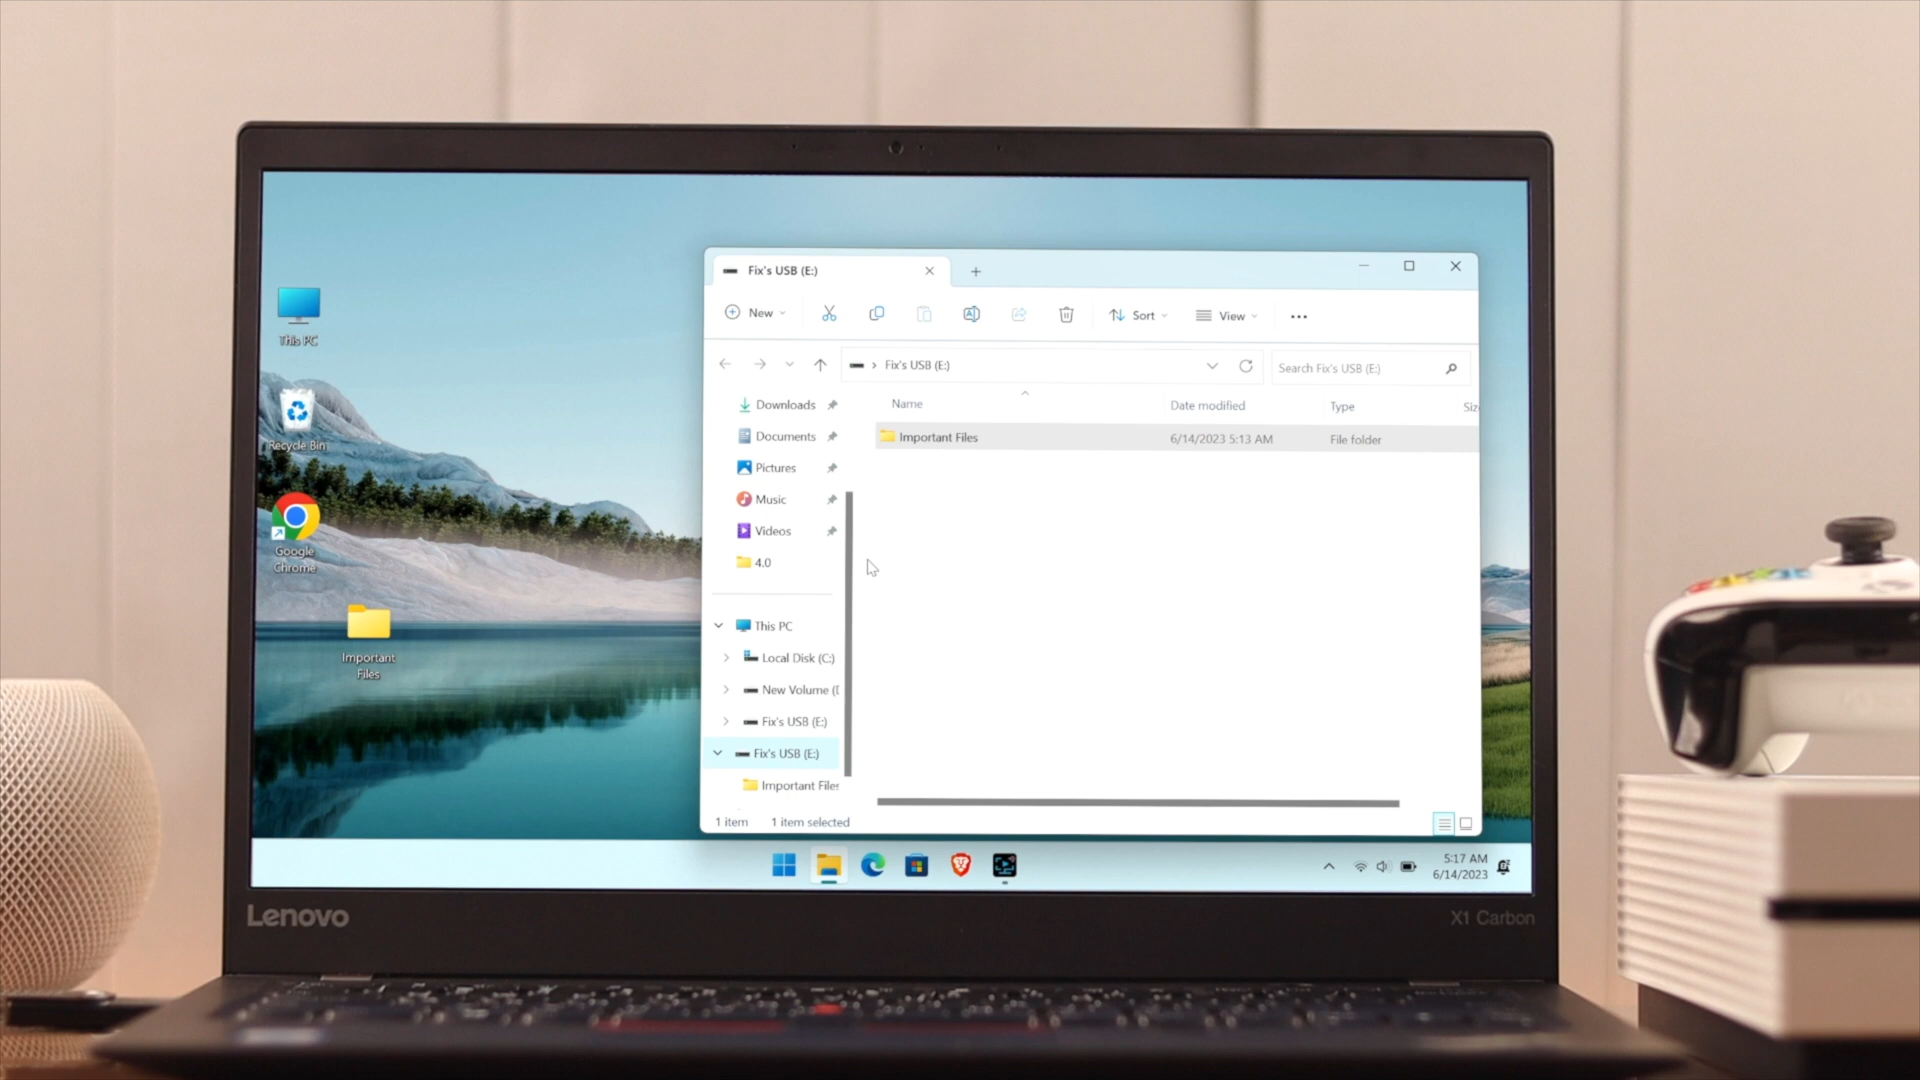 This PC
Recycle Bin
Google
Chrome
Important
Files
Fix's USB (E:)
New
Sort
View
Fix's USB (E:)
Search Fix's USB (E:)
Name
Date modified
Type
Siz
Important Files
6/14/2023 5:13 AM
File folder
Downloads
Documents
Pictures
Music
Videos
4.0
This PC
Local Disk (C:)
New Volume (D
Fix's USB (E:)
Fix's USB (E:)
Important Files
1 item
1 item selected
5:17 AM
6/14/2023
Lenovo
X1 Carbon